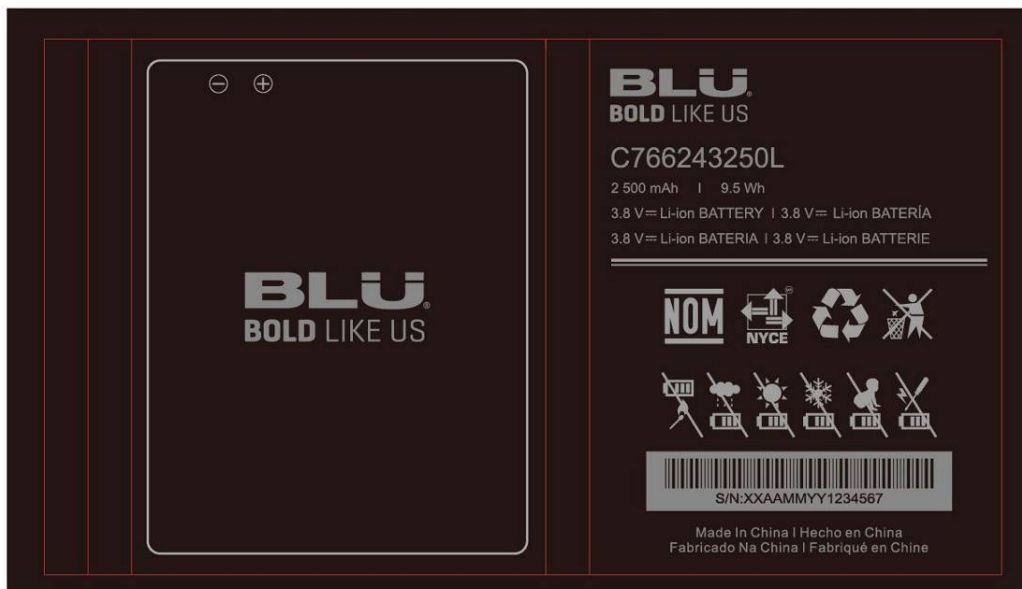 BLU®
BOLD LIKE US
BLU®
BOLD LIKE US
C766243250L
2 500 mAh I 9.5 Wh
3.8 V⎓ Li-ion BATTERY I 3.8 V⎓ Li-ion BATERÍA
3.8 V⎓ Li-ion BATERIA I 3.8 V⎓ Li-ion BATTERIE
NOM
NYCE
S/N:XXAAMMYY1234567
Made In China I Hecho en China
Fabricado Na China I Fabriqué en Chine